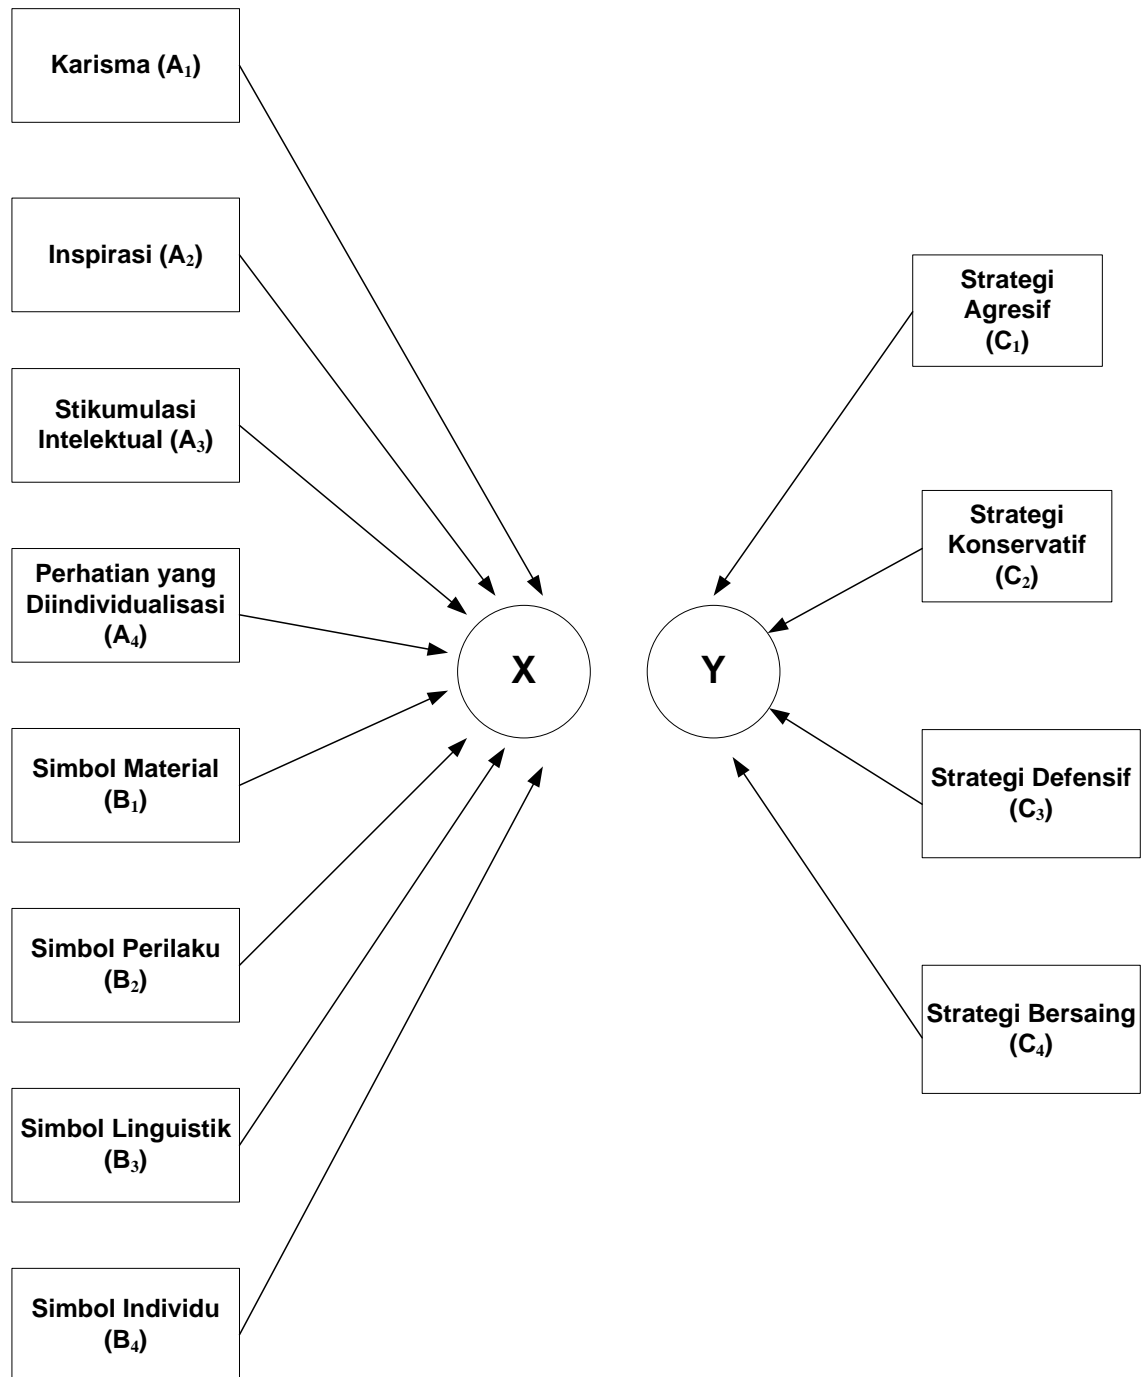 Karisma (A₁)
Inspirasi (A₂)
Stikumulasi
Intelektual (A₃)
Perhatian yang
Diindividualisasi
(A₄)
Simbol Material
(B₁)
Simbol Perilaku
(B₂)
Simbol Linguistik
(B₃)
Simbol Individu
(B₄)
X
Y
Strategi
Agresif
(C₁)
Strategi
Konservatif
(C₂)
Strategi Defensif
(C₃)
Strategi Bersaing
(C₄)